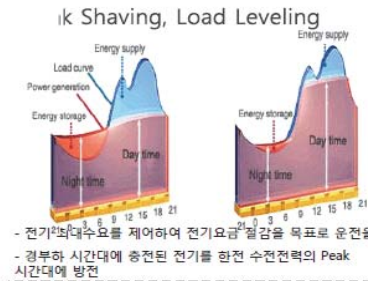 k Shaving, Load Leveling
Energy supply
Energy supply
Load curve
Power generation
Energy storage
Energy storage
Day time
Day time
Night time
Night time
21 0 3 6 9 12 15 18 21
21 0 3 6 9 12 15 18 21
- 전기 최대수요를 제어하여 전기요금 절감을 목표로 운전을
- 경부하 시간대에 충전된 전기를 한전 수전전력의 Peak
시간대에 방전